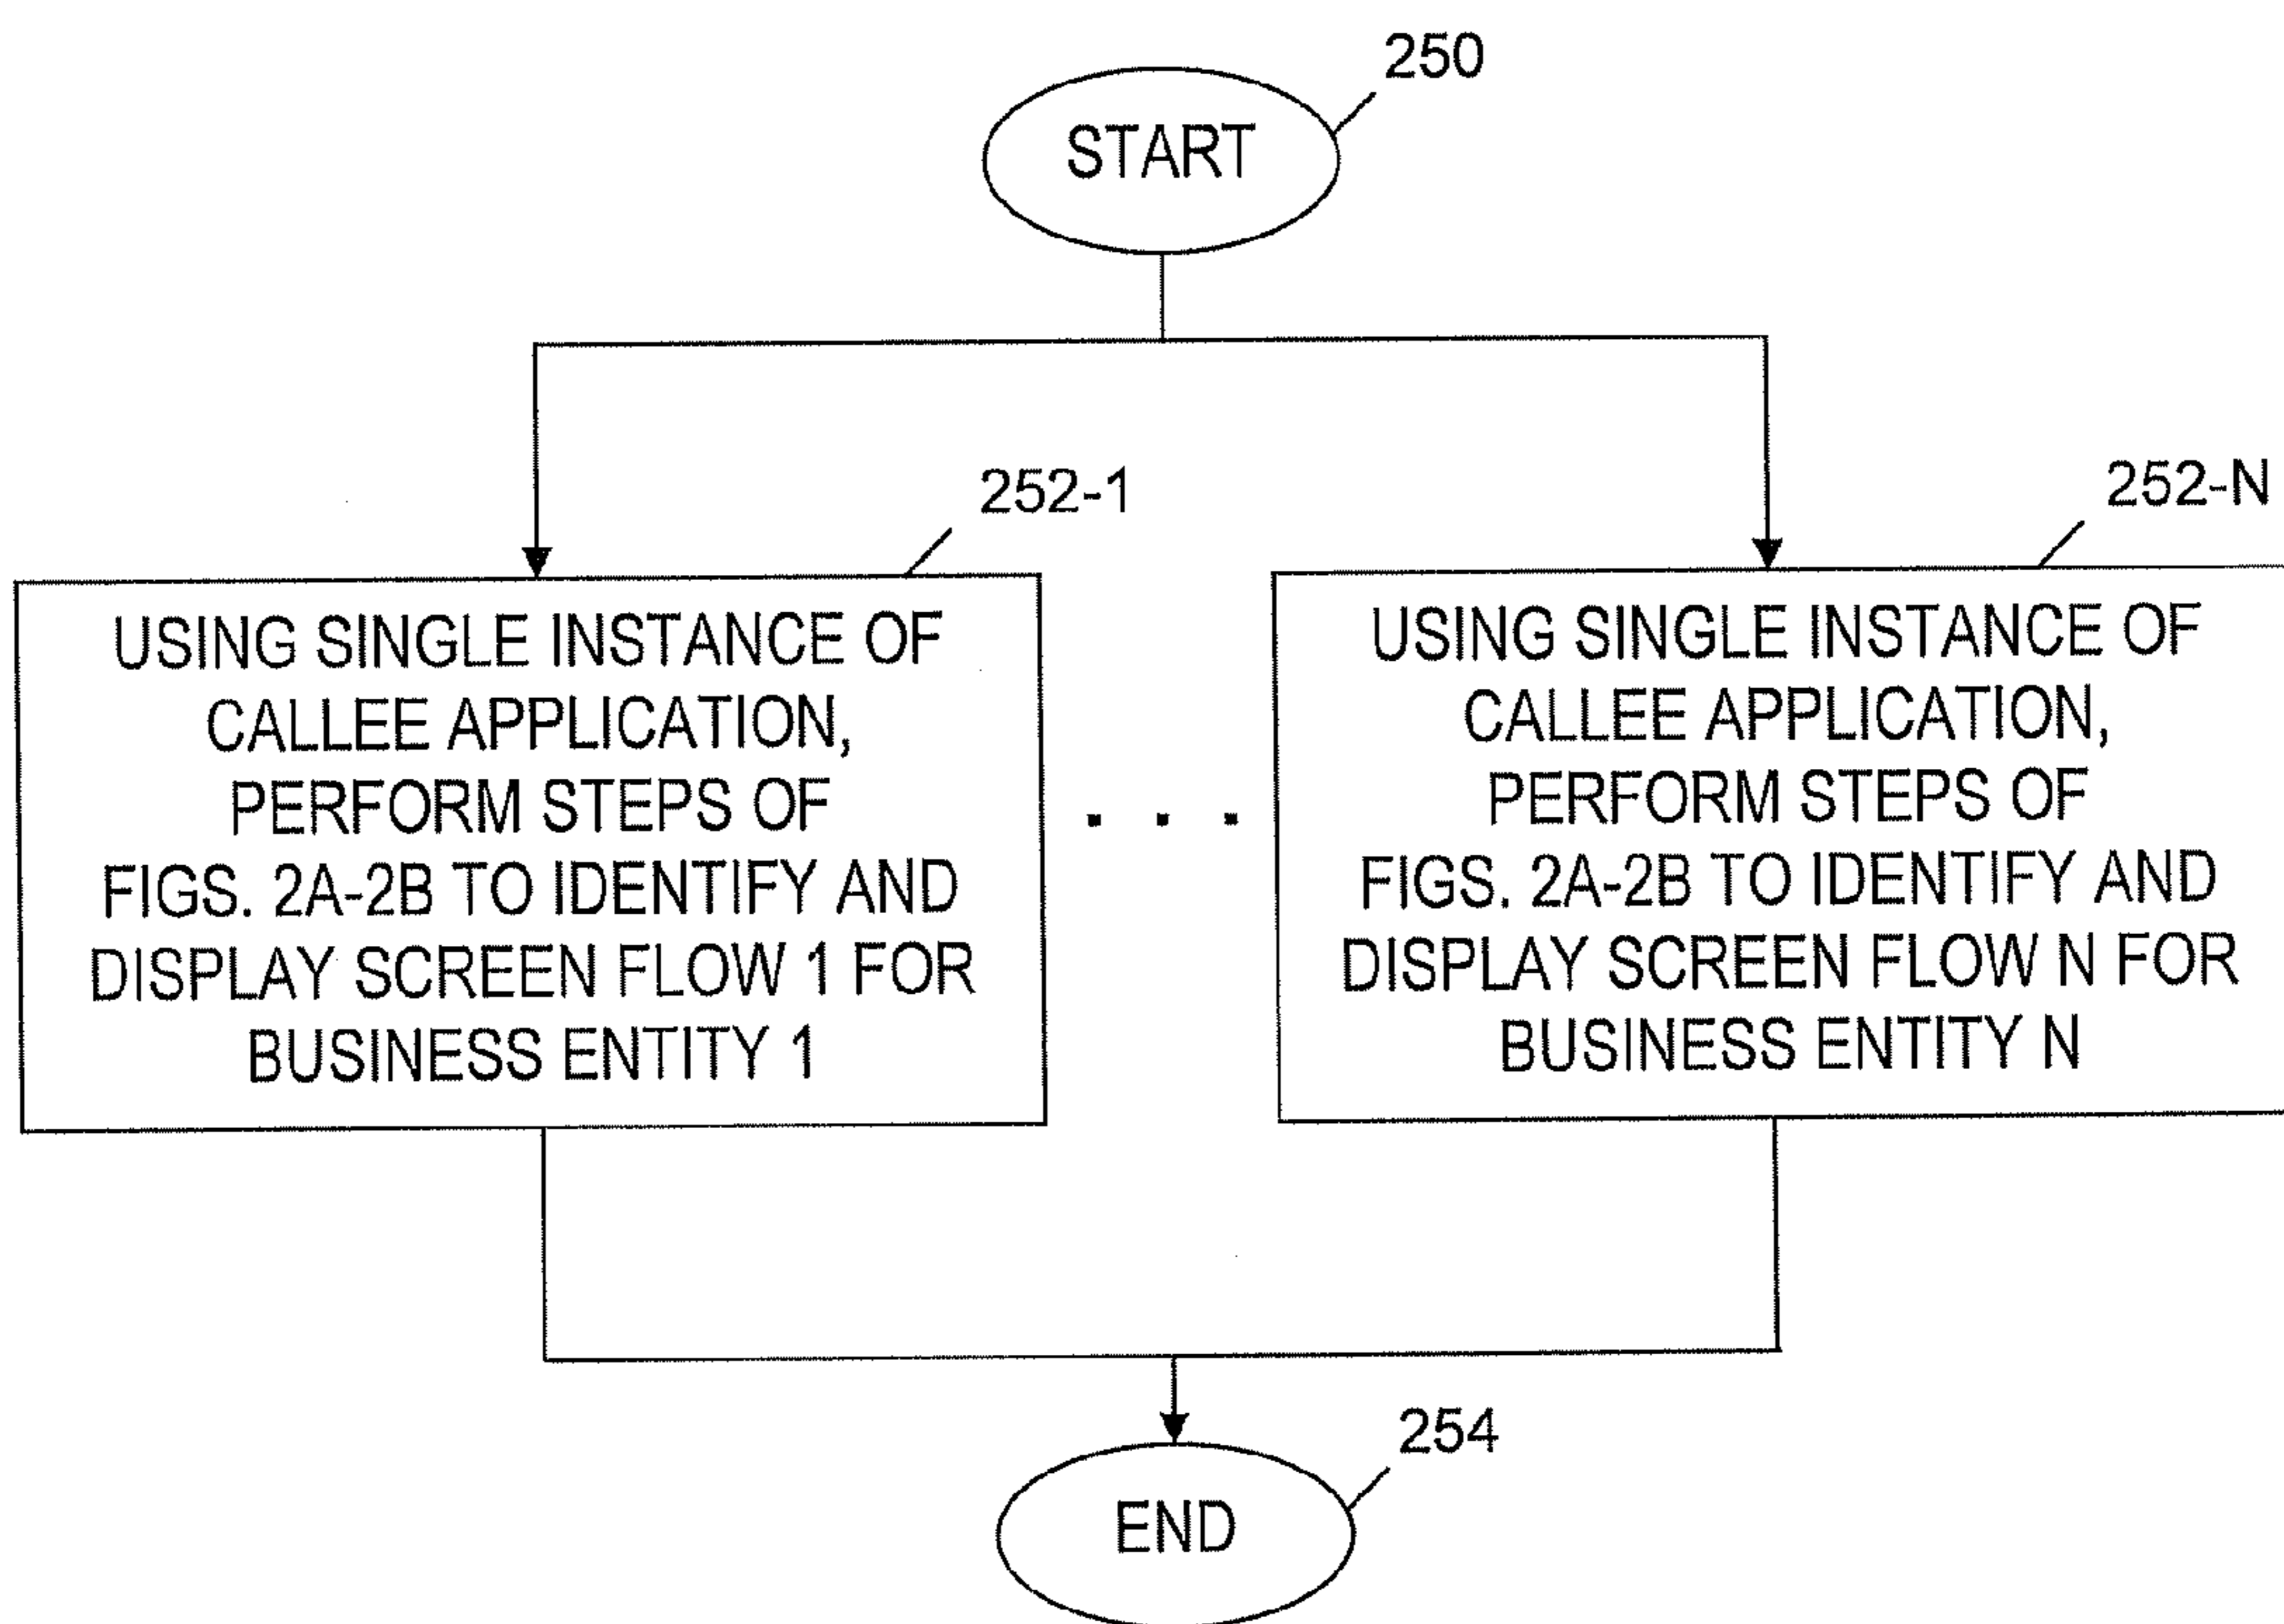 250
START
252-1
252-N
USING SINGLE INSTANCE OF
CALLEE APPLICATION,
PERFORM STEPS OF
FIGS. 2A-2B TO IDENTIFY AND
DISPLAY SCREEN FLOW 1 FOR
BUSINESS ENTITY 1
. . .
USING SINGLE INSTANCE OF
CALLEE APPLICATION,
PERFORM STEPS OF
FIGS. 2A-2B TO IDENTIFY AND
DISPLAY SCREEN FLOW N FOR
BUSINESS ENTITY N
254
END